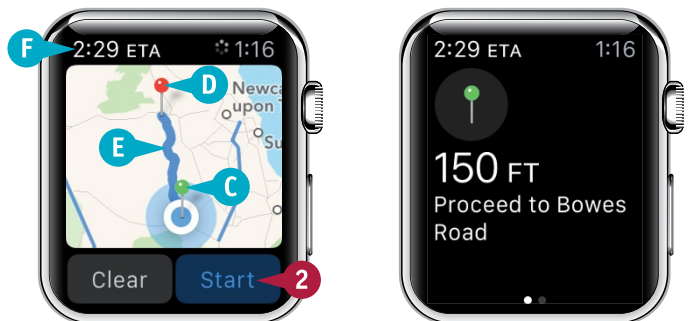 F 2:29 ETA 1:16
D
Newca
upon T
E
Su
C
Clear Start 2
2:29 ETA 1:16
150 FT
Proceed to Bowes
Road